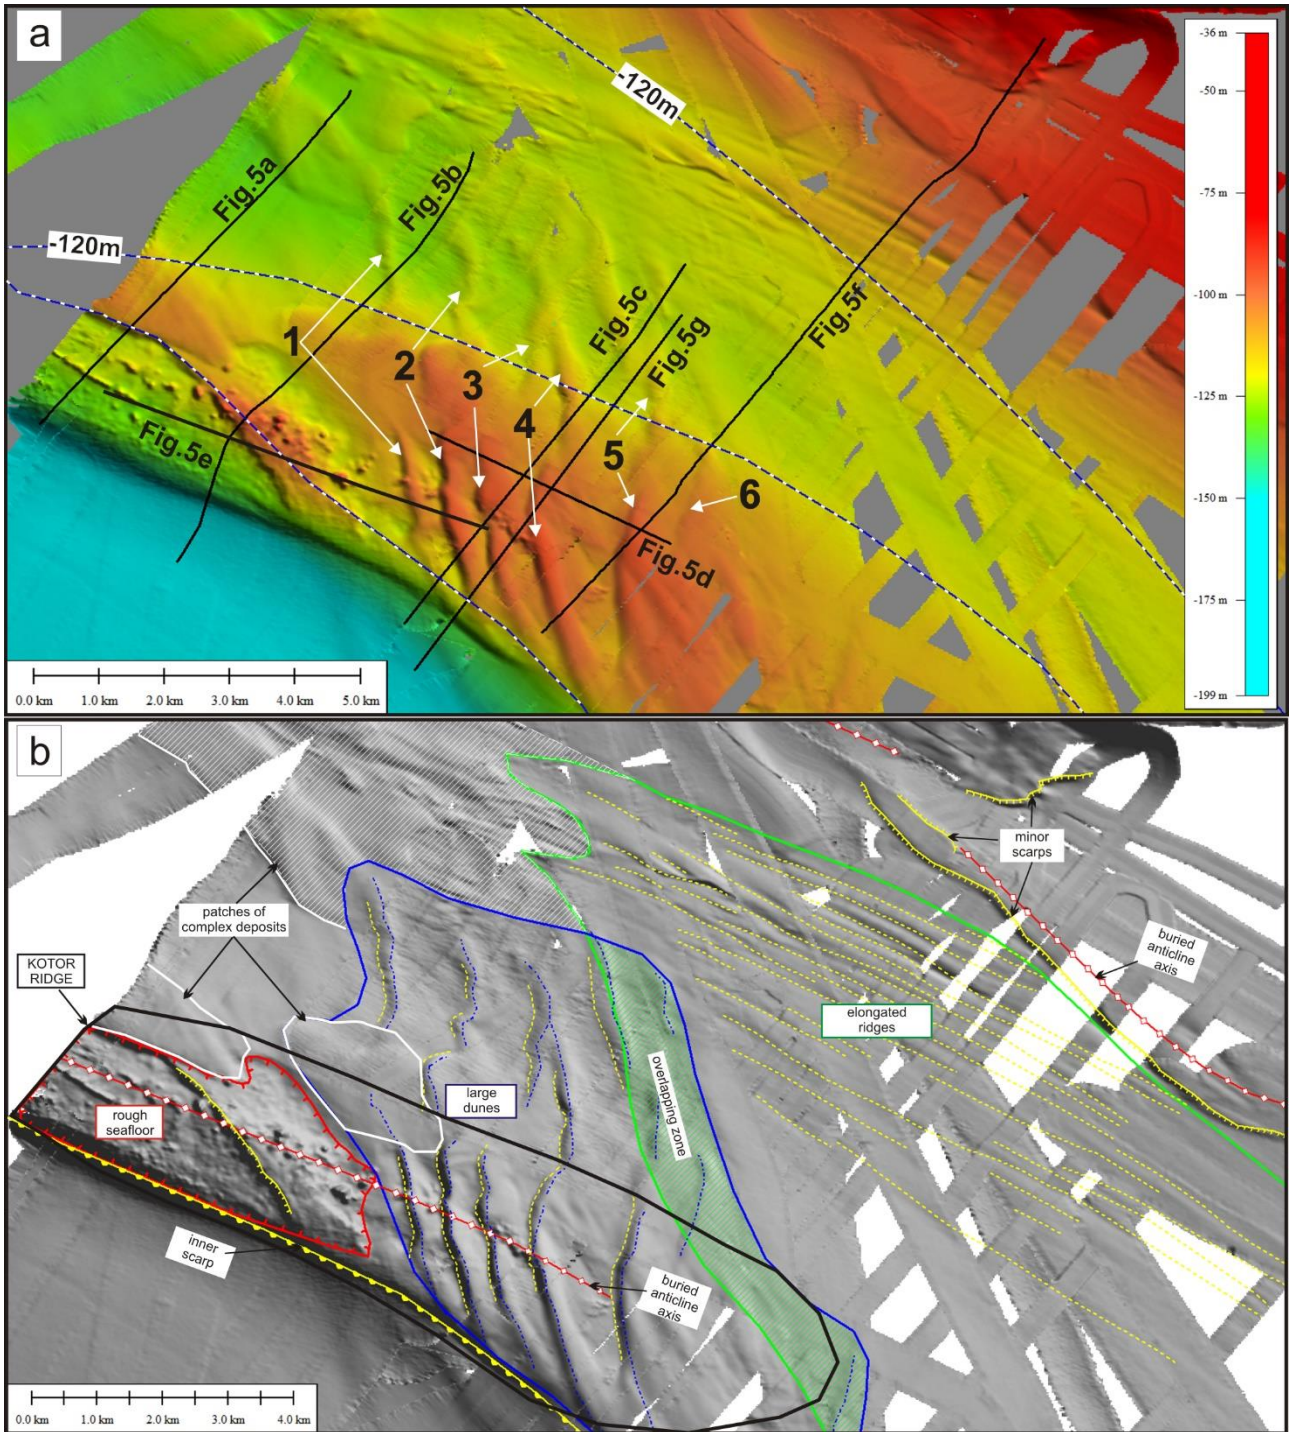 a
-120m
-120m
Fig.5a
Fig.5b
Fig.5c
Fig.5g
Fig.5f
Fig.5e
Fig.5d
1
2
3
4
5
6
-36 m
-50 m
-75 m
-100 m
-125 m
-150 m
-175 m
-199 m
0.0 km 1.0 km 2.0 km 3.0 km 4.0 km 5.0 km
b
minor
scarps
patches of
complex deposits
KOTOR
RIDGE
buried
anticline
axis
elongated
ridges
overlapping zone
large
dunes
rough
seafloor
inner
scarp
buried
anticline
axis
0.0 km 1.0 km 2.0 km 3.0 km 4.0 km